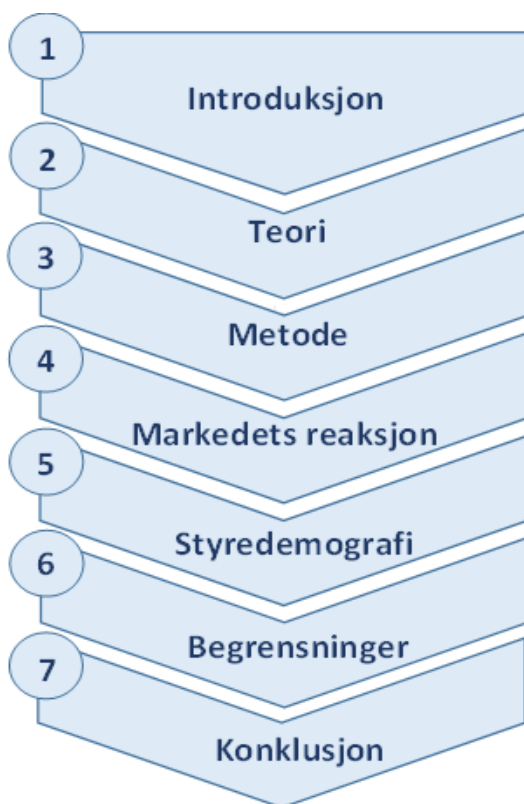 1
Introduksjon
2
Teori
3
Metode
4
Markedets reaksjon
5
Styredemografi
6
Begrensninger
7
Konklusjon